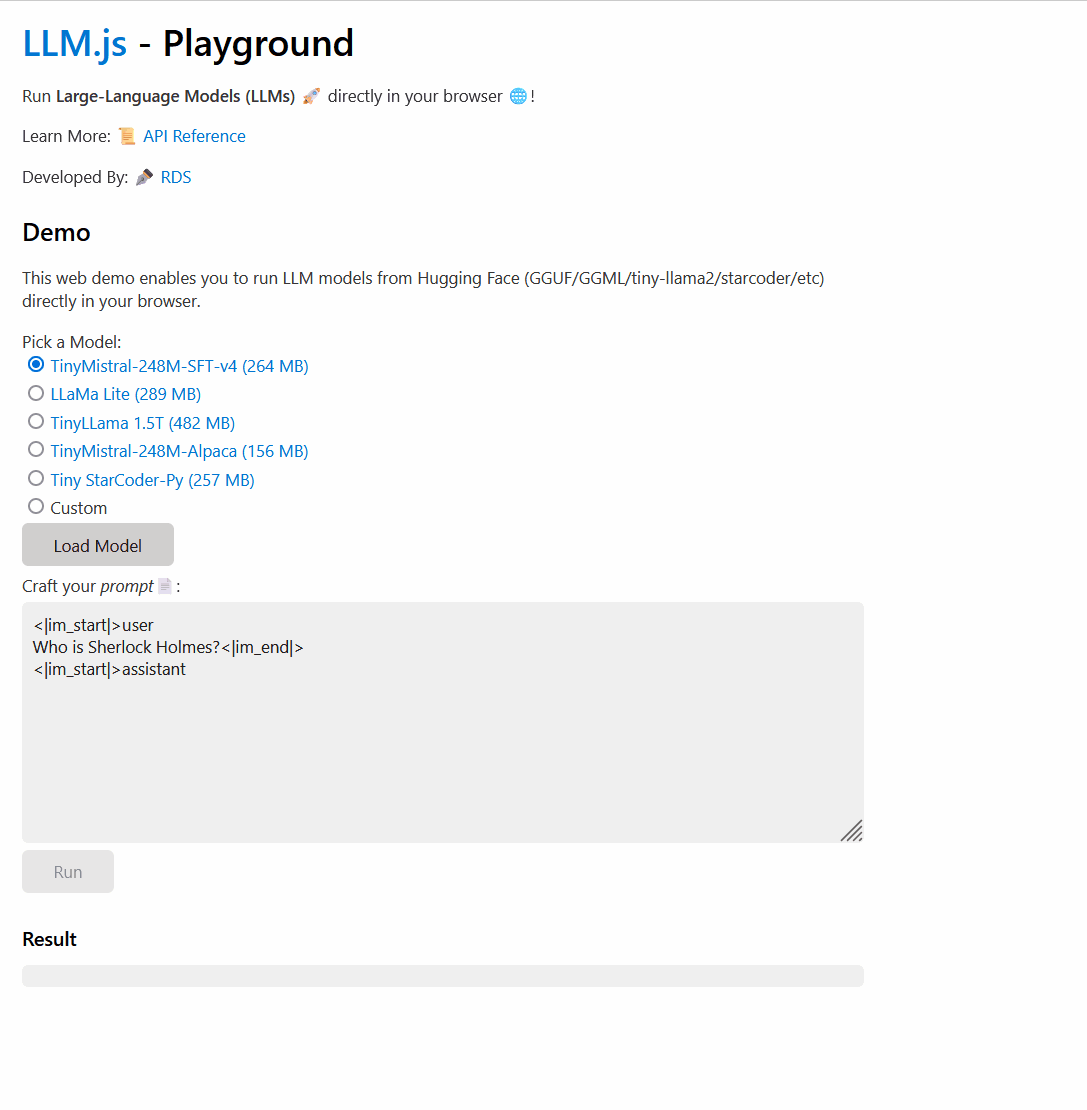 LLM.js - Playground
Run Large-Language Models (LLMs) 🚀 directly in your browser 🌐!
Learn More: 📜 API Reference
Developed By: ✒️ RDS
Demo
This web demo enables you to run LLM models from Hugging Face (GGUF/GGML/tiny-llama2/starcoder/etc)
directly in your browser.
Pick a Model:
TinyMistral-248M-SFT-v4 (264 MB)
LLaMa Lite (289 MB)
TinyLLama 1.5T (482 MB)
TinyMistral-248M-Alpaca (156 MB)
Tiny StarCoder-Py (257 MB)
Custom
Load Model
Craft your prompt 📄 :
<|im_start|>user
Who is Sherlock Holmes?<|im_end|>
<|im_start|>assistant
Run
Result